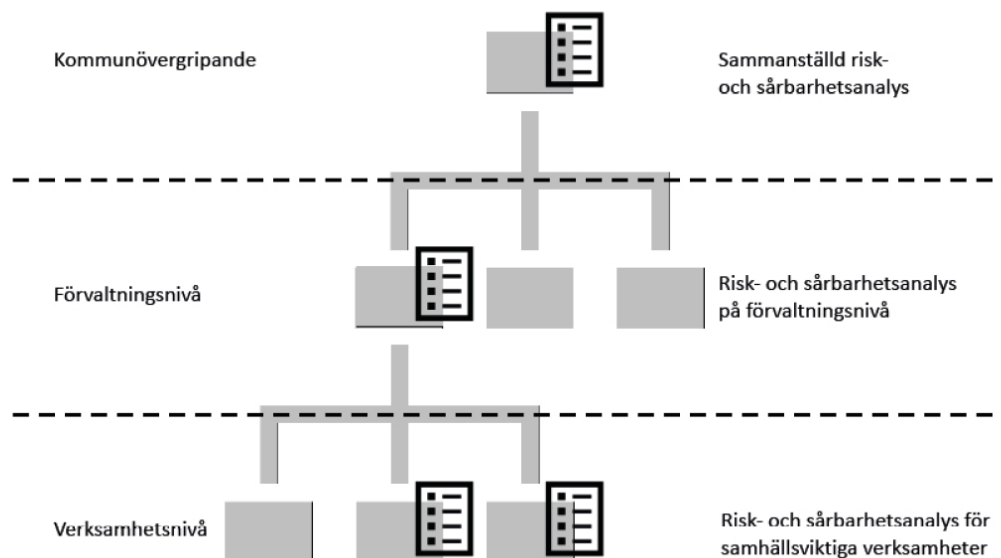 Kommunövergripande
Sammanställd risk-
och sårbarhetsanalys
Förvaltningsnivå
Risk- och sårbarhetsanalys
på förvaltningsnivå
Verksamhetsnivå
Risk- och sårbarhetsanalys för
samhällsviktiga verksamheter